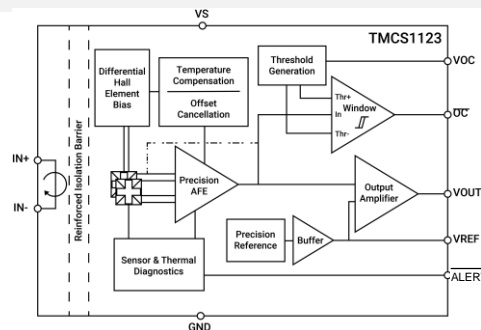 VS
TMCS1123
Differential
Hall
Element
Bias
Temperature
Compensation
Offset
Cancellation
Threshold
Generation
VOC
Thr+
In
Window
Thr-
OC
Reinforced Isolation Barrier
IN+
IN-
Precision
AFE
Output
Amplifier
VOUT
Precision
Reference
Buffer
VREF
Sensor & Thermal
Diagnostics
ALER
GND